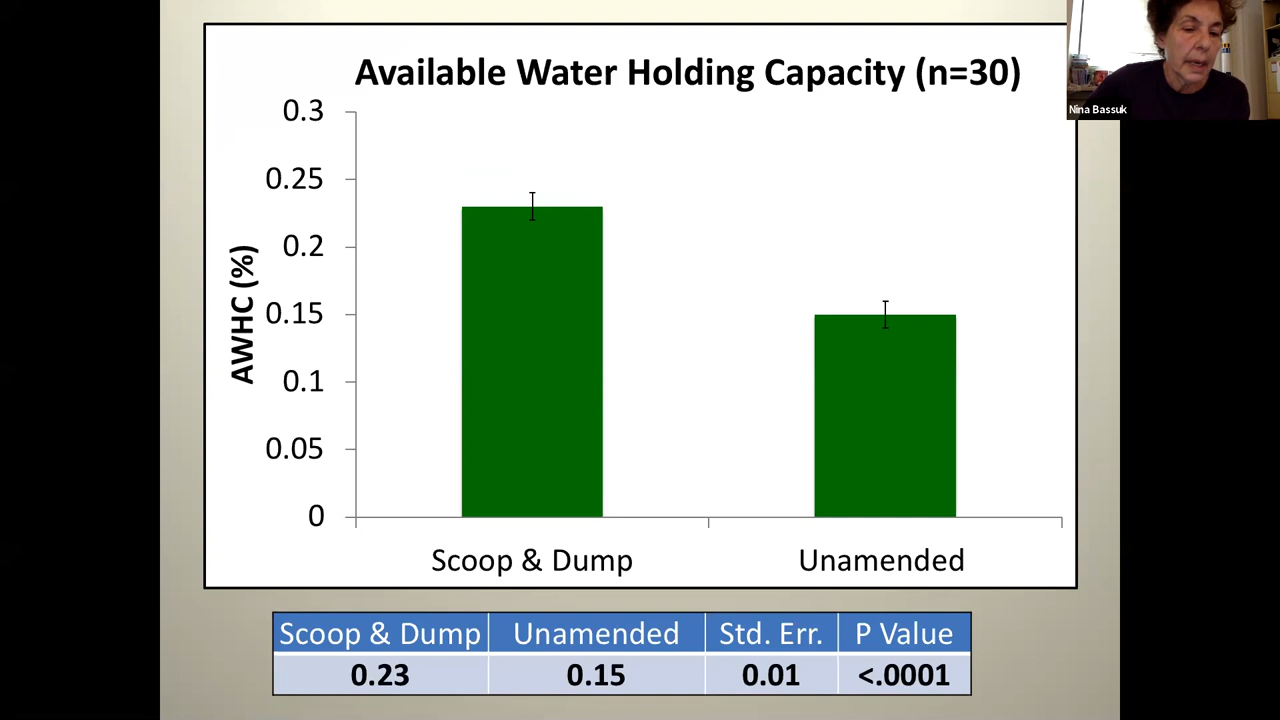 Available Water Holding Capacity (n=30)
Nina Bassuk
0.3
0.25
0.2
0.15
0.1
0.05
0
AWHC (%)
Scoop & Dump Unamended
Scoop & Dump Unamended Std. Err. P Value
0.23 0.15 0.01 <.0001